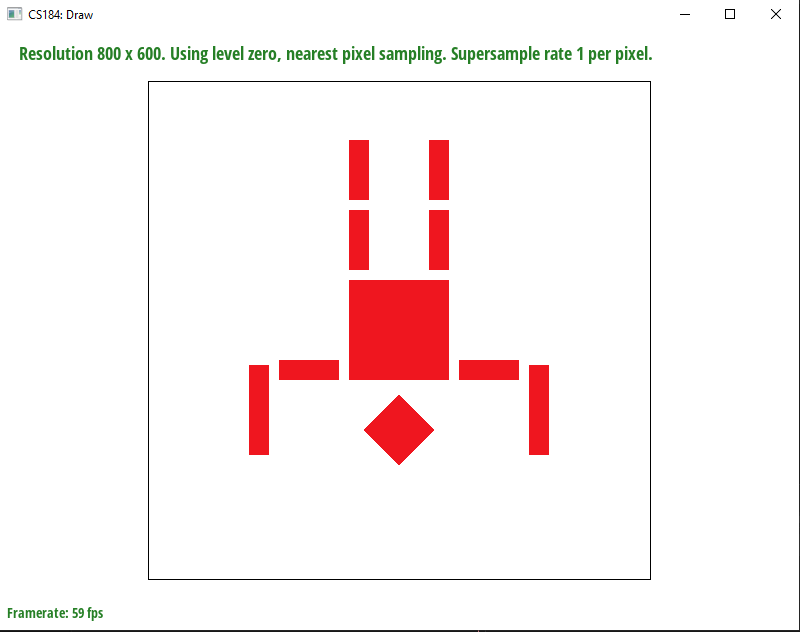 CS184: Draw
Resolution 800 x 600. Using level zero, nearest pixel sampling. Supersample rate 1 per pixel.
Framerate: 59 fps